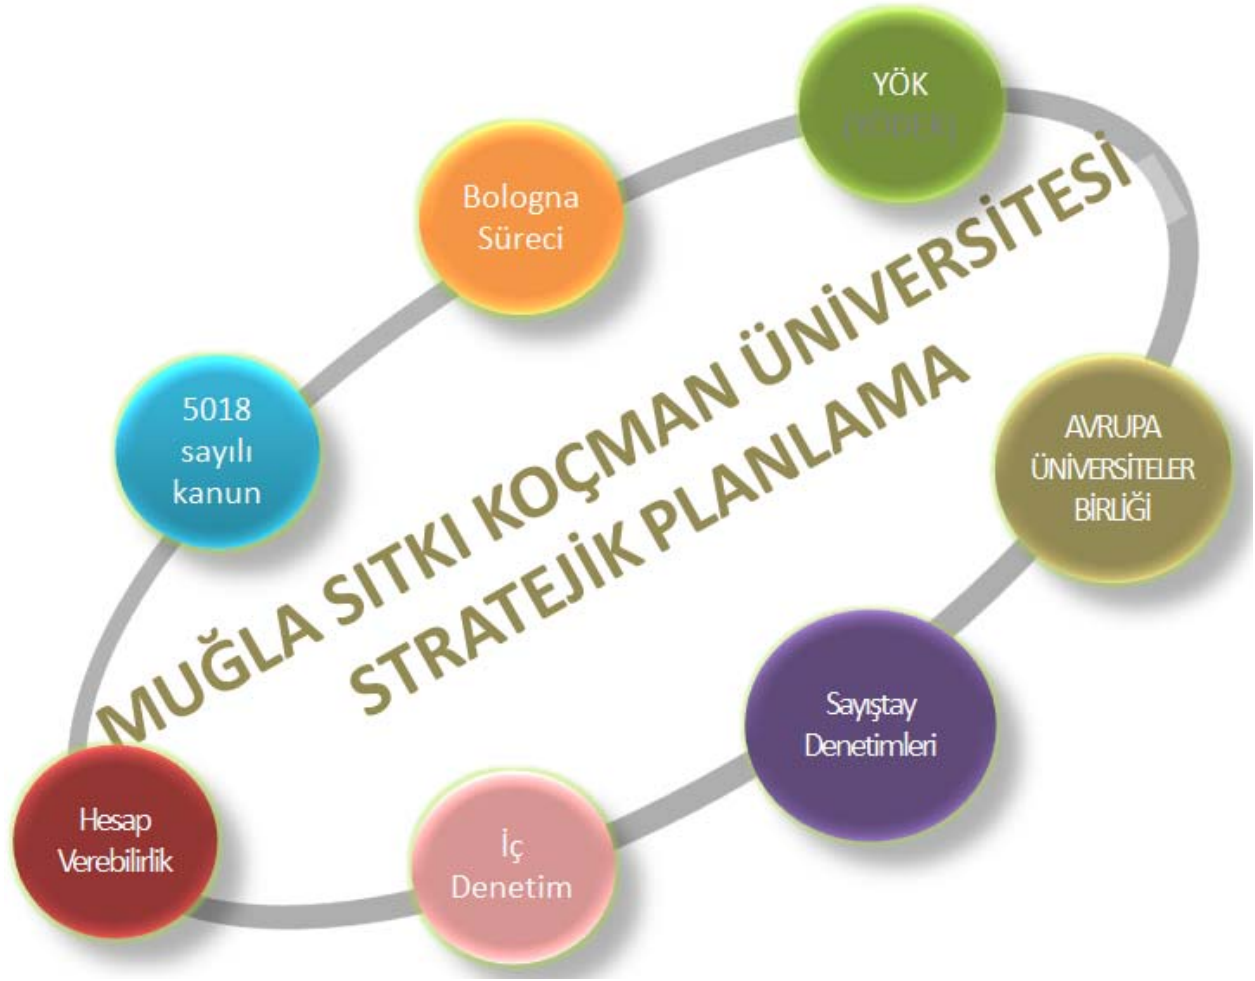 YÖK
(YÖDEK)
Bologna
Süreci
5018
sayılı
kanun
MUĞLA SITKI KOÇMAN ÜNİVERSİTESİ
STRATEJİK PLANLAMA
AVRUPA
ÜNİVERSİTELER
BİRLİĞİ
Sayıştay
Denetimleri
Hesap
Verebilirlik
İç
Denetim